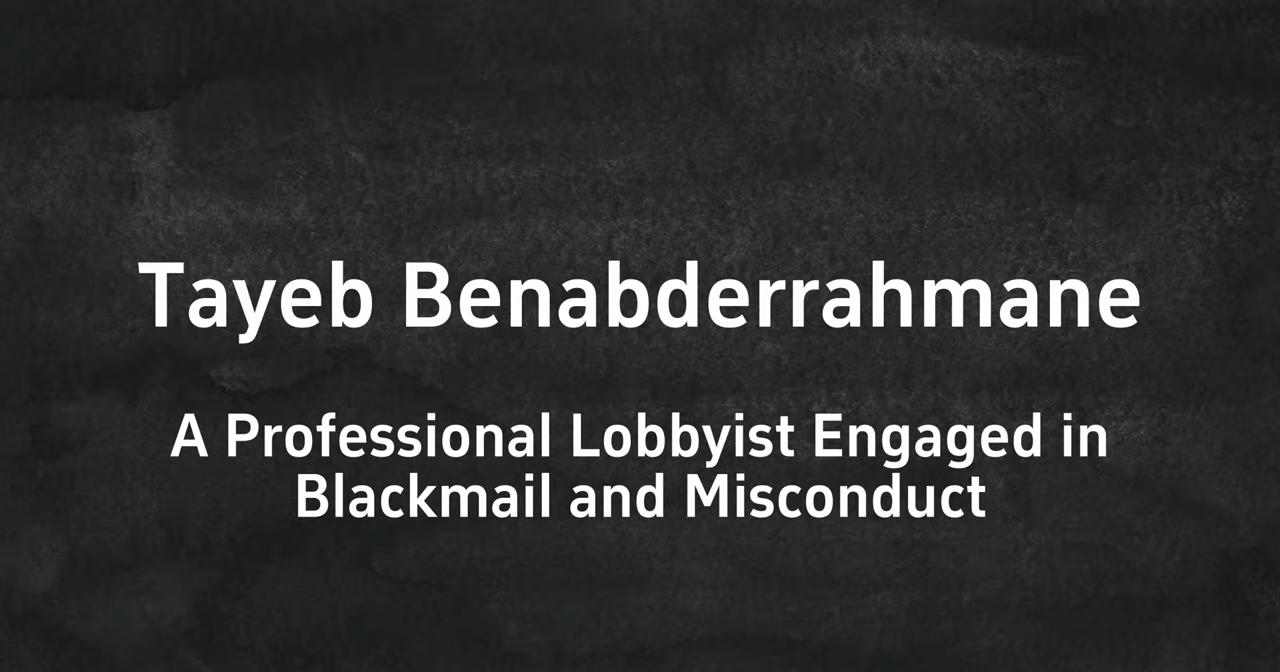 Tayeb Benabderrahmane
A Professional Lobbyist Engaged in
Blackmail and Misconduct